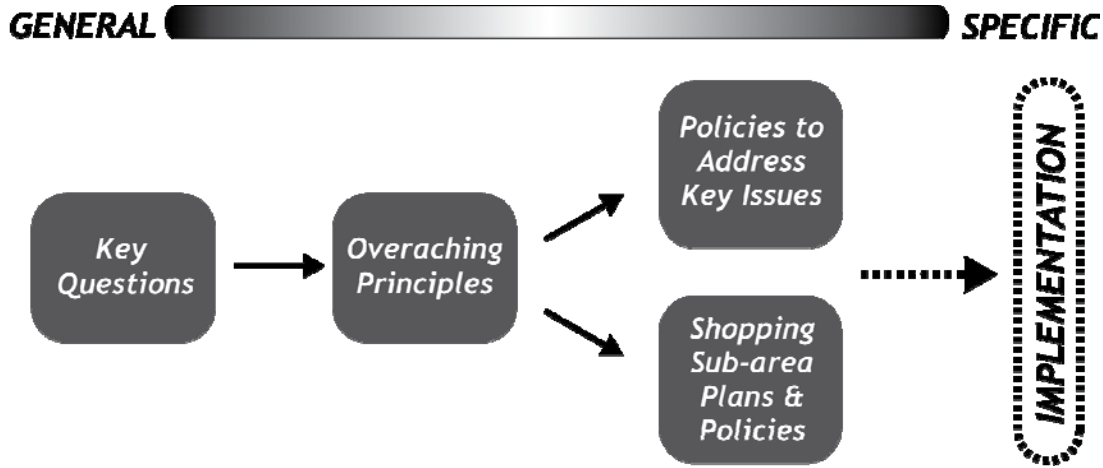 GENERAL
SPECIFIC
Key
Questions
Overaching
Principles
Policies to
Address
Key Issues
Shopping
Sub-area
Plans &
Policies
IMPLEMENTATION